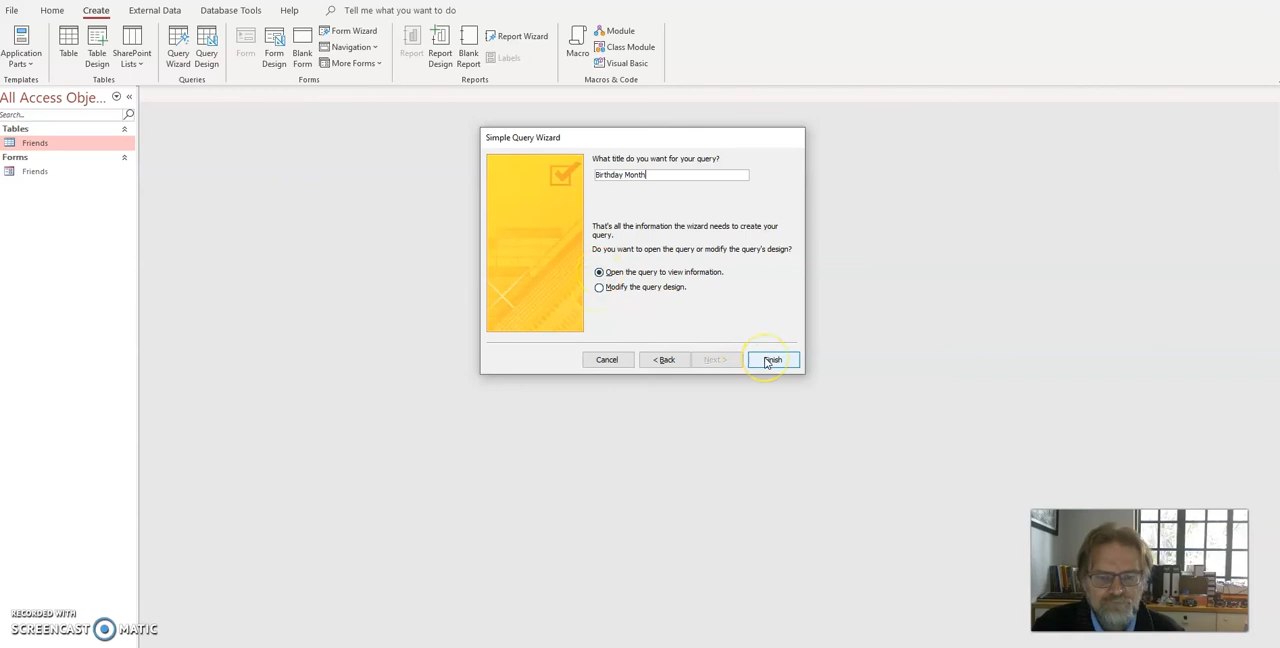 File Home Create External Data Database Tools Help Tell me what you want to do
Application
Parts
Templates
Table
Table
Design
SharePoint
Lists
Tables
Query
Wizard
Query
Design
Queries
Form
Form
Design
Blank
Form
Form Wizard
Navigation
More Forms
Forms
Report
Report
Design
Blank
Report
Report Wizard
Labels
Reports
Macro
Module
Class Module
Visual Basic
Macros & Code
All Access Obje...
Search...
Tables
Friends
Forms
Friends
Simple Query Wizard
What title do you want for your query?
Birthday Month
That's all the information the wizard needs to create your
query.
Do you want to open the query or modify the query's design?
Open the query to view information.
Modify the query design.
Cancel < Back Next > Finish
RECORDED WITH
SCREENCAST MATIC